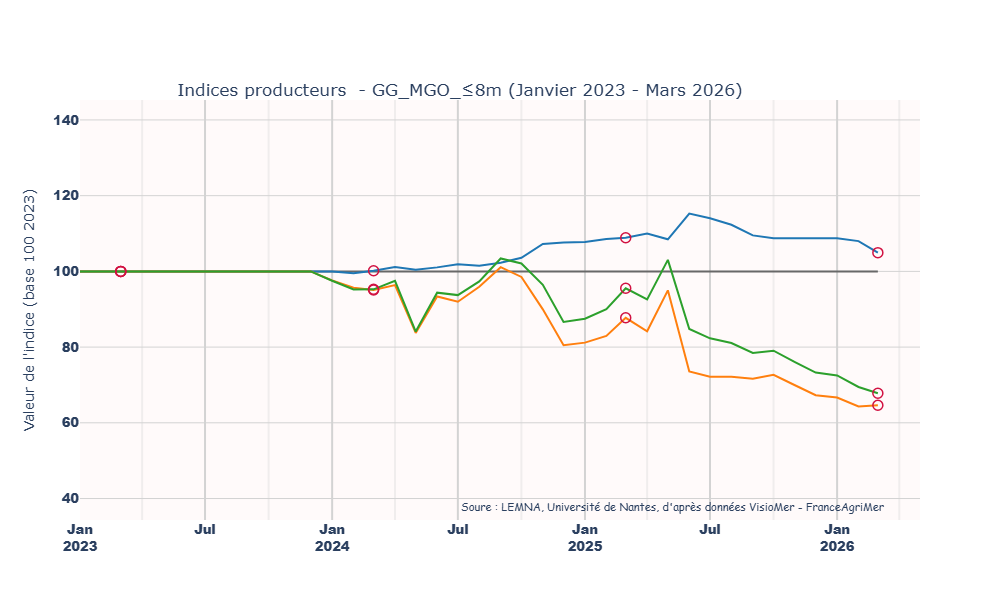 Indices producteurs - GG_MGO_≤8m (Janvier 2023 - Mars 2026)
Valeur de l'indice (base 100 2023)
140
120
100
80
60
40
Soure : LEMNA, Université de Nantes, d'après données VisioMer - FranceAgriMer
Jan Jul Jan Jul Jan Jul Jan
2023 2024 2025 2026